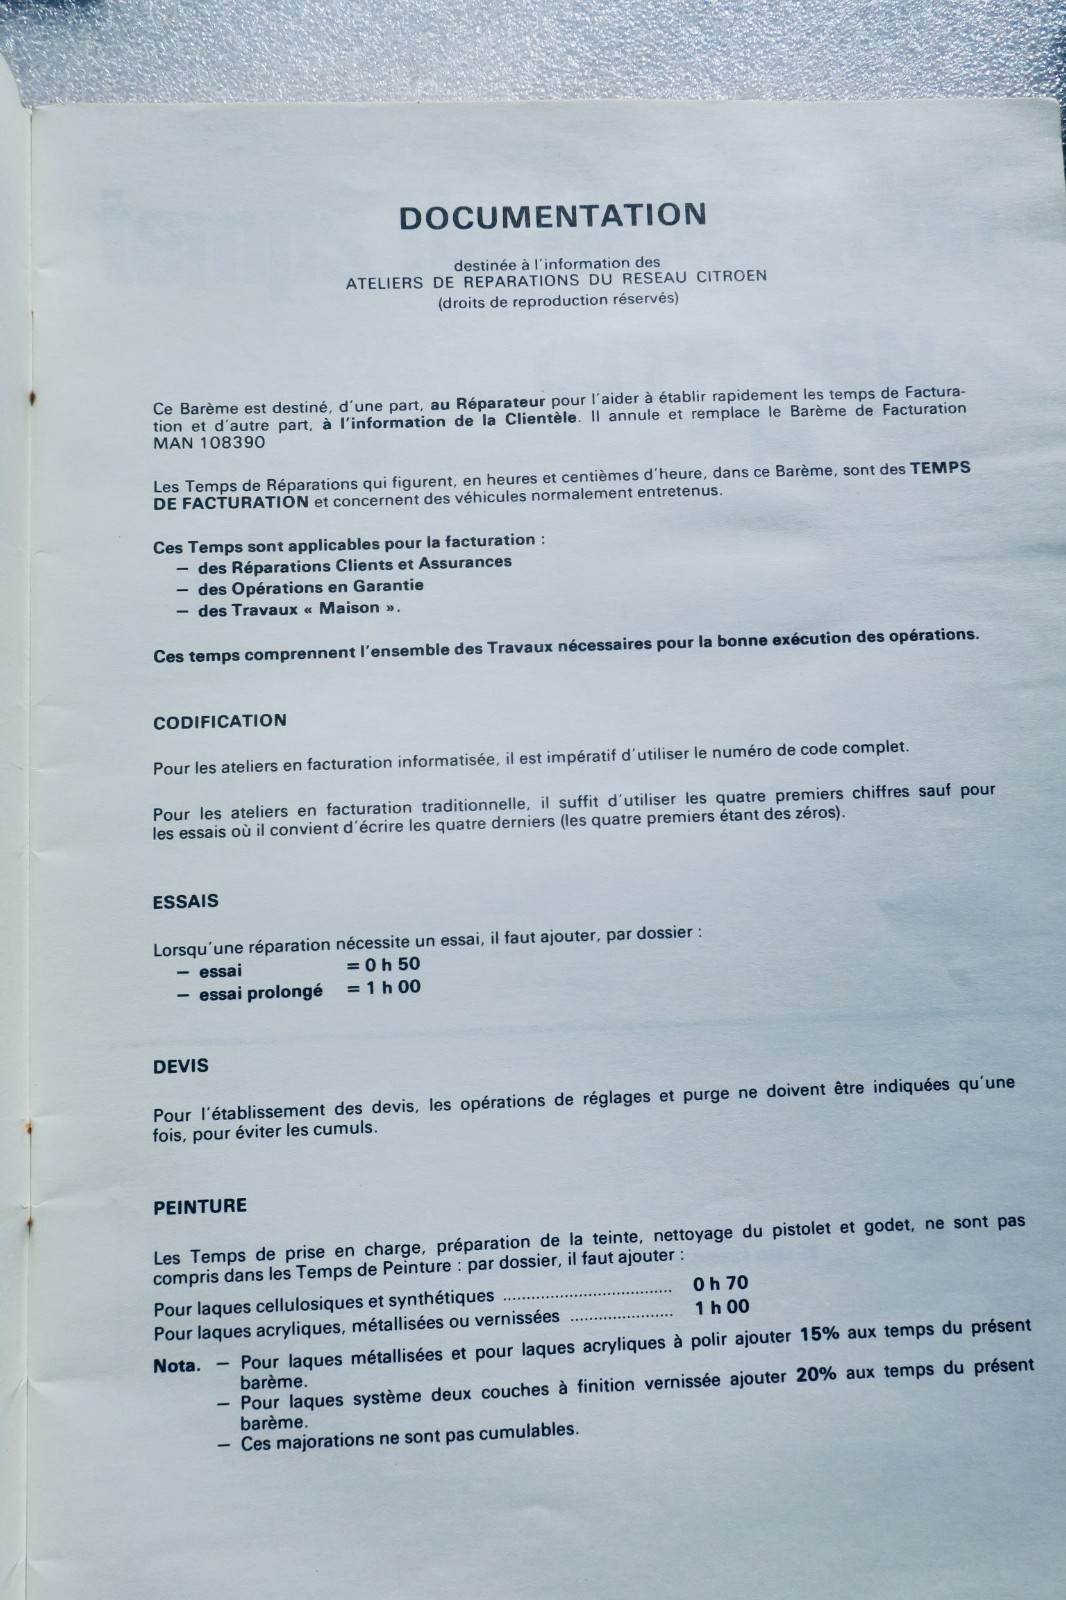 DOCUMENTATION
destinée à l'information des
ATELIERS DE REPARATIONS DU RESEAU CITROEN
(droits de reproduction réservés)
Ce Barème est destiné, d'une part, au Réparateur pour l'aider à établir rapidement les temps de Factura-
tion et d'autre part, à l'information de la Clientèle. Il annule et remplace le Barème de Facturation
MAN 108390
Les Temps de Réparations qui figurent, en heures et centièmes d'heure, dans ce Barème, sont des TEMPS
DE FACTURATION et concernent des véhicules normalement entretenus.
Ces Temps sont applicables pour la facturation :
– des Réparations Clients et Assurances
– des Opérations en Garantie
– des Travaux « Maison ».
Ces temps comprennent l'ensemble des Travaux nécessaires pour la bonne exécution des opérations.
CODIFICATION
Pour les ateliers en facturation informatisée, il est impératif d'utiliser le numéro de code complet.
Pour les ateliers en facturation traditionnelle, il suffit d'utiliser les quatre premiers chiffres sauf pour
les essais où il convient d'écrire les quatre derniers (les quatre premiers étant des zéros).
ESSAIS
Lorsqu'une réparation nécessite un essai, il faut ajouter, par dossier :
– essai = 0 h 50
– essai prolongé = 1 h 00
DEVIS
Pour l'établissement des devis, les opérations de réglages et purge ne doivent être indiquées qu'une
fois, pour éviter les cumuls.
PEINTURE
Les Temps de prise en charge, préparation de la teinte, nettoyage du pistolet et godet, ne sont pas
compris dans les Temps de Peinture : par dossier, il faut ajouter :
Pour laques cellulosiques et synthétiques .................................. 0 h 70
Pour laques acryliques, métallisées ou vernissées ..................... 1 h 00
Nota. – Pour laques métallisées et pour laques acryliques à polir ajouter 15% aux temps du présent
barème.
– Pour laques système deux couches à finition vernissée ajouter 20% aux temps du présent
barème.
– Ces majorations ne sont pas cumulables.